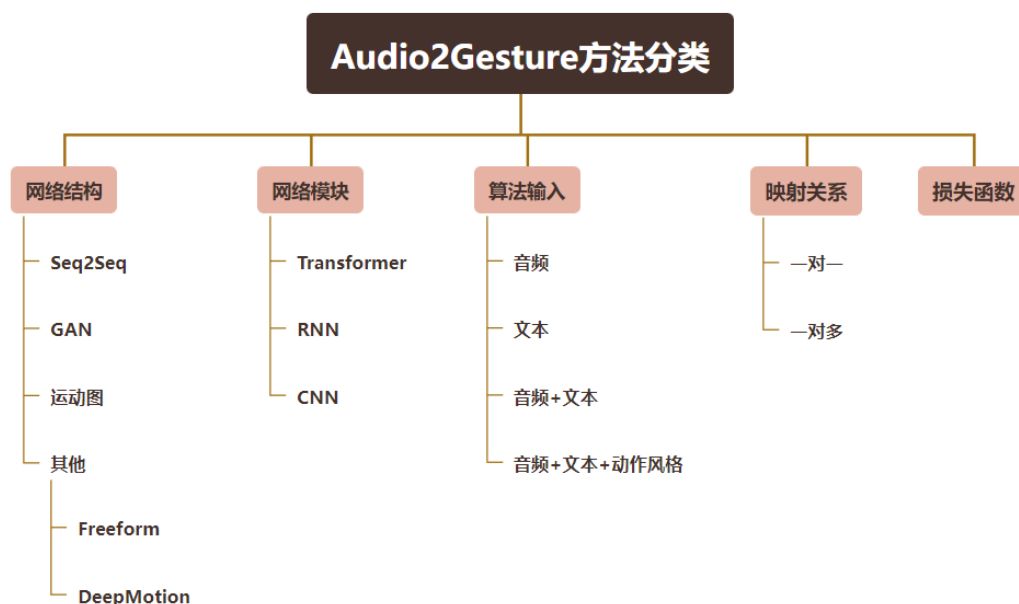 Audio2Gesture方法分类
网络结构
Seq2Seq
GAN
运动图
其他
Freeform
DeepMotion
网络模块
Transformer
RNN
CNN
算法输入
音频
文本
音频+文本
音频+文本+动作风格
映射关系
一对一
一对多
损失函数